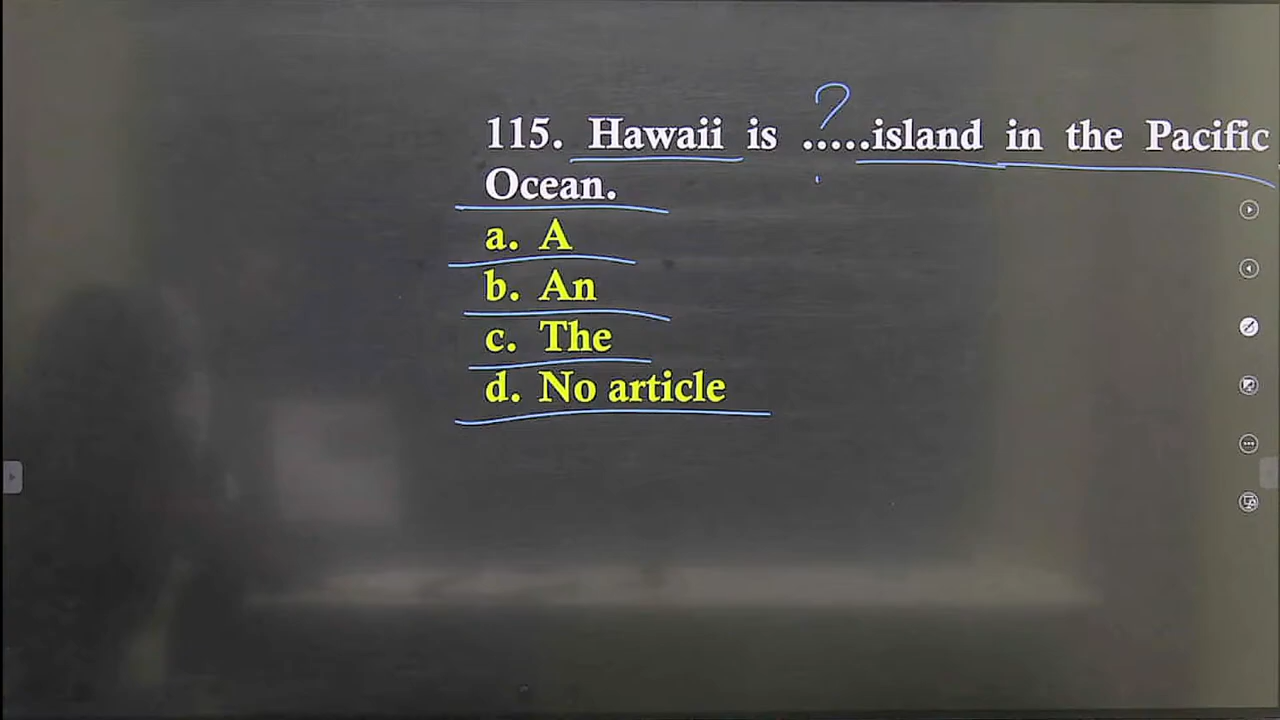 ?
115. Hawaii is .....island in the Pacific
Ocean.
a. A
b. An
c. The
d. No article